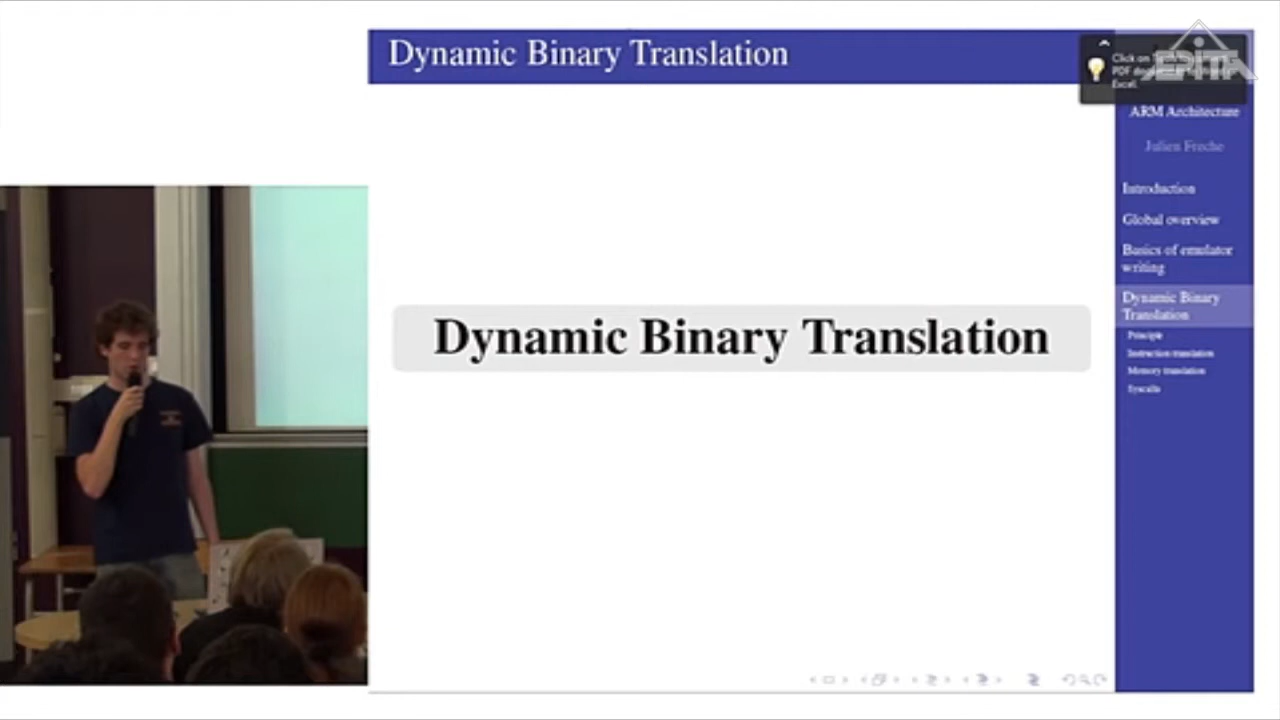 Dynamic Binary Translation
EPITA
ARM Architecture
Julien Freche
Introduction
Global overview
Basics of emulator
writing
Dynamic Binary
Translation
Principle
Instruction translation
Memory translation
Syscalls
Dynamic Binary Translation